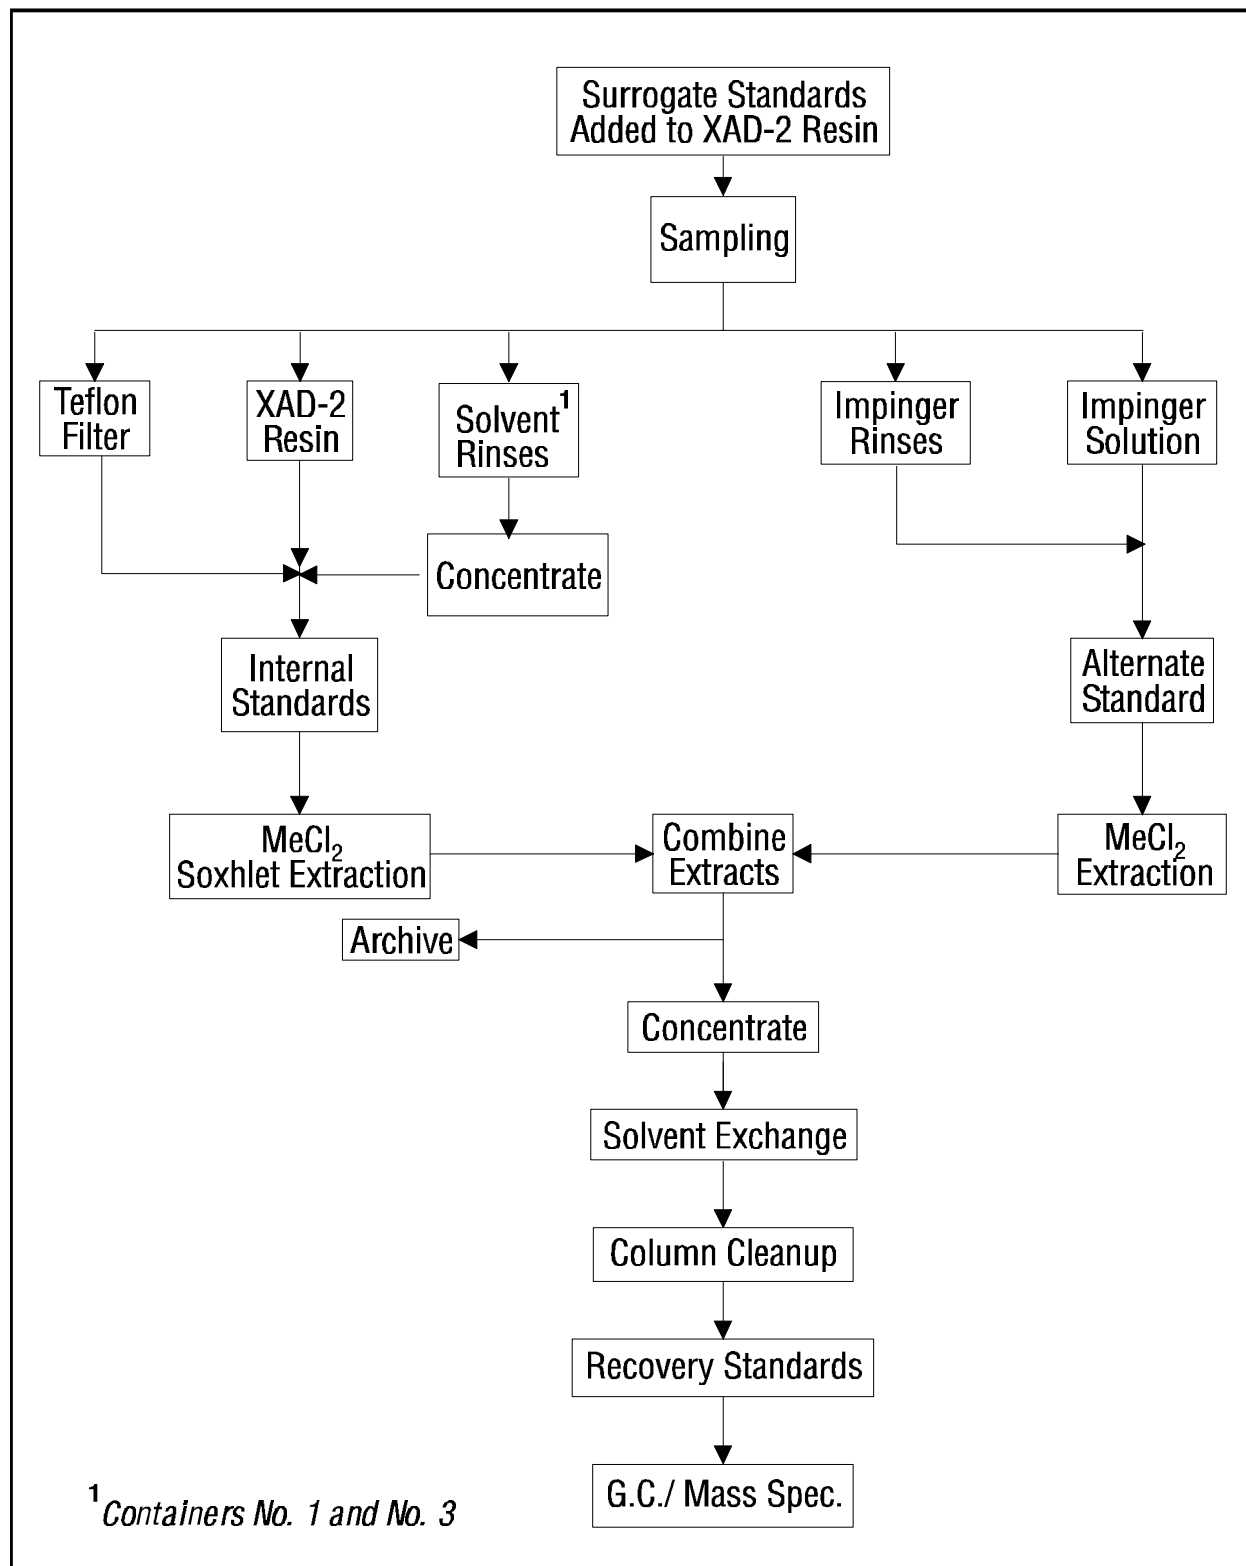 Surrogate Standards
Added to XAD-2 Resin
Sampling
Teflon
Filter
XAD-2
Resin
Solvent¹
Rinses
Impinger
Rinses
Impinger
Solution
Concentrate
Internal
Standards
Alternate
Standard
MeCl₂
Soxhlet Extraction
Combine
Extracts
MeCl₂
Extraction
Archive
Concentrate
Solvent Exchange
Column Cleanup
Recovery Standards
G.C./ Mass Spec.
¹Containers No. 1 and No. 3